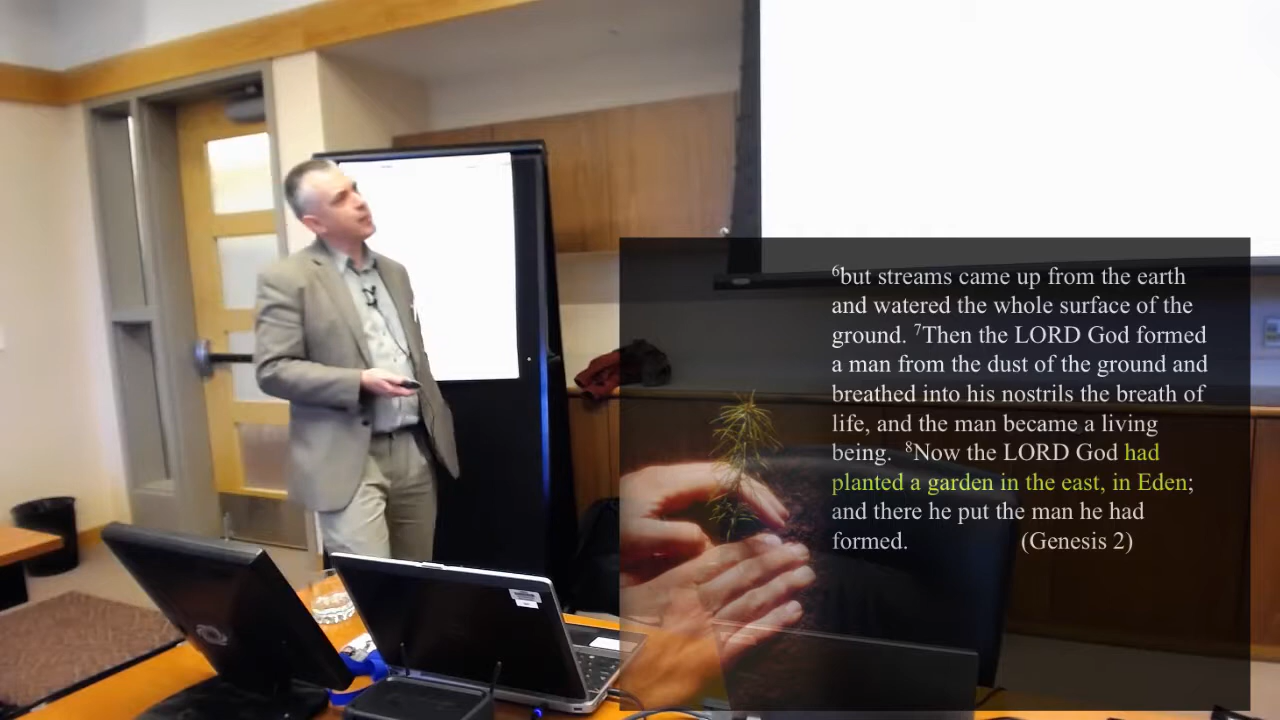 ⁶but streams came up from the earth
and watered the whole surface of the
ground. ⁷Then the LORD God formed
a man from the dust of the ground and
breathed into his nostrils the breath of
life, and the man became a living
being. ⁸Now the LORD God had
planted a garden in the east, in Eden;
and there he put the man he had
formed. (Genesis 2)